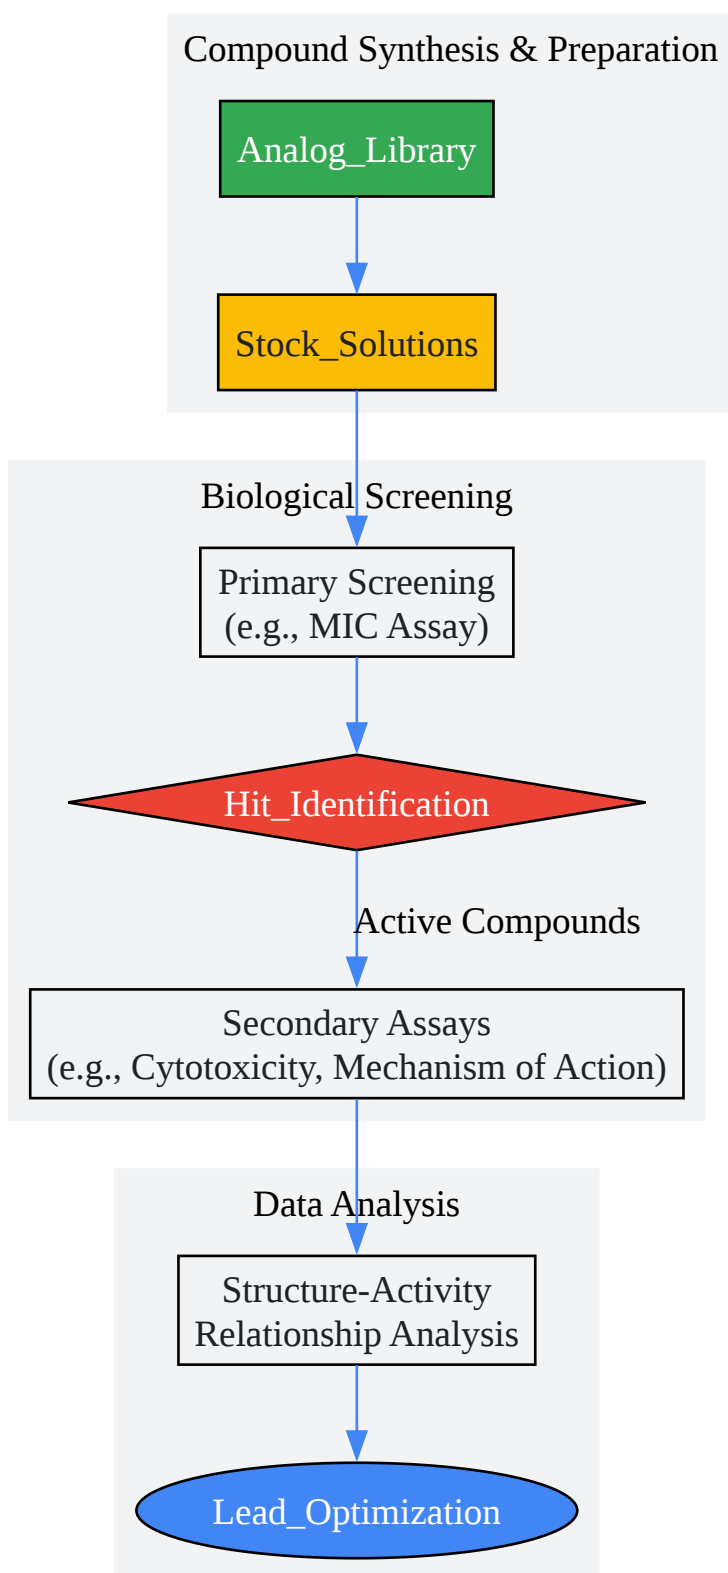 Compound Synthesis & Preparation
Analog_Library
Stock_Solutions
Biological Screening
Primary Screening
(e.g., MIC Assay)
Hit_Identification
Active Compounds
Secondary Assays
(e.g., Cytotoxicity, Mechanism of Action)
Data Analysis
Structure-Activity
Relationship Analysis
Lead_Optimization